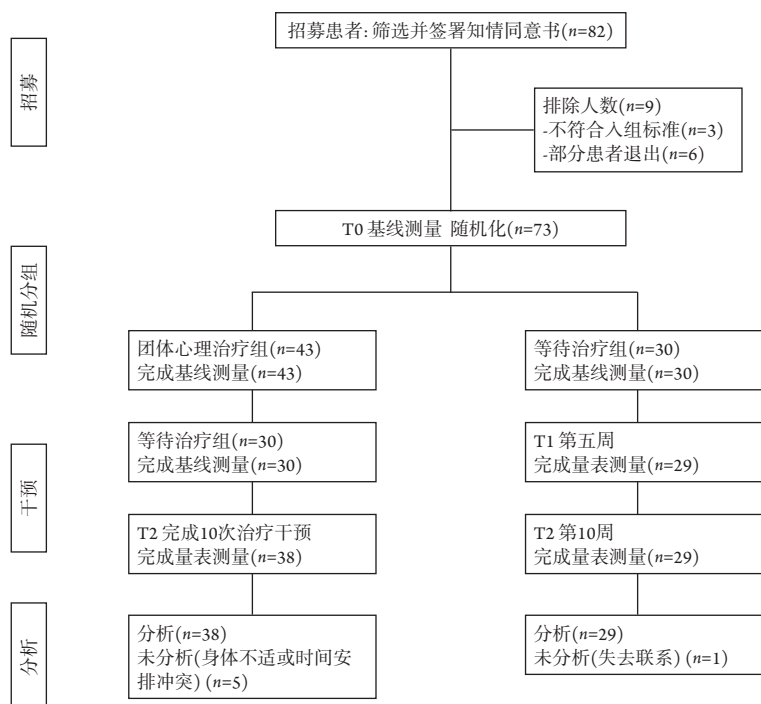 招募患者: 筛选并签署知情同意书(n=82)
招募
排除人数(n=9)
-不符合入组标准(n=3)
-部分患者退出(n=6)
T0 基线测量 随机化(n=73)
随机分组
团体心理治疗组(n=43)
完成基线测量(n=43)
等待治疗组(n=30)
完成基线测量(n=30)
干预
等待治疗组(n=30)
完成基线测量(n=30)
T1 第五周
完成量表测量(n=29)
T2 完成10次治疗干预
完成量表测量(n=38)
T2 第10周
完成量表测量(n=29)
分析
分析(n=38)
未分析(身体不适或时间安
排冲突) (n=5)
分析(n=29)
未分析(失去联系) (n=1)